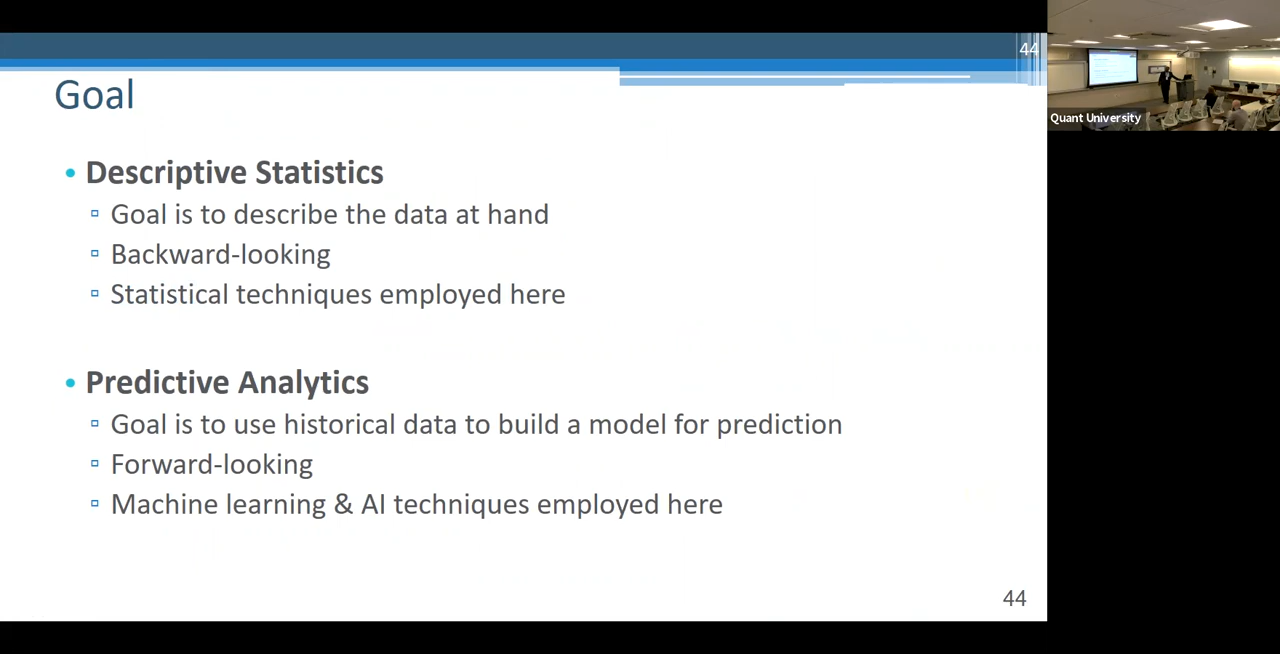 44
Goal
• Descriptive Statistics
▫ Goal is to describe the data at hand
▫ Backward-looking
▫ Statistical techniques employed here
• Predictive Analytics
▫ Goal is to use historical data to build a model for prediction
▫ Forward-looking
▫ Machine learning & AI techniques employed here
44
Quant University